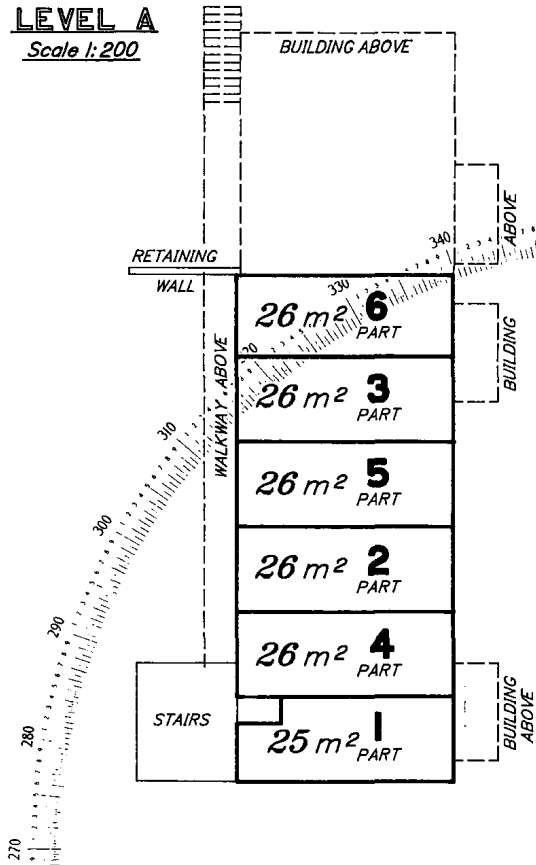 LEVEL A
Scale 1:200
BUILDING ABOVE
ABOVE
BUILDING
RETAINING
WALL
WALKWAY ABOVE
340
330
320
310
300
290
280
270
26 m² 6
PART
26 m² 3
PART
26 m² 5
PART
26 m² 2
PART
26 m² 4
PART
STAIRS
25 m² 1
PART
BUILDING
ABOVE